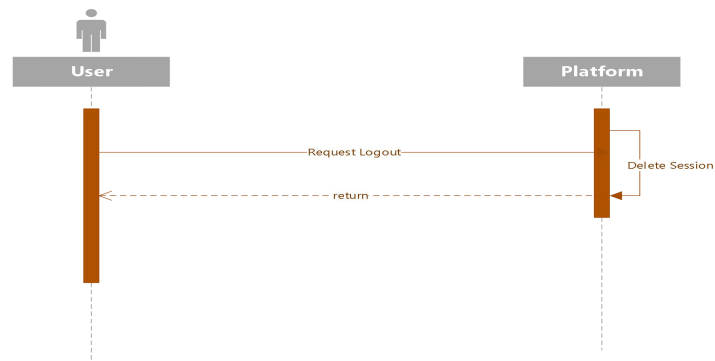 User
Platform
Request Logout
Delete Session
return